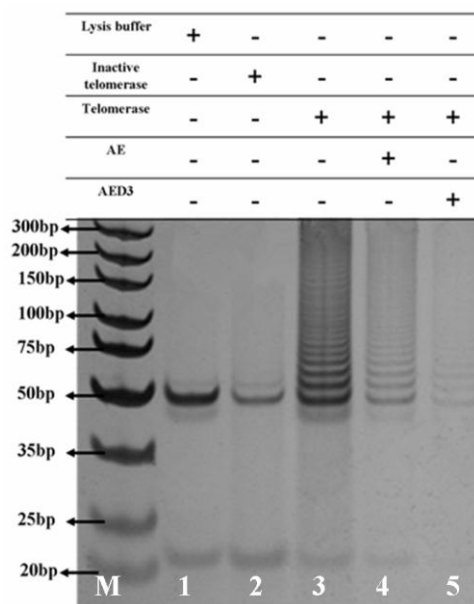 Lysis buffer + - - - -
Inactive
telomerase - + - - -
Telomerase - - + + +
AE - - - + -
AED3 - - - - +
300bp
200bp
150bp
100bp
75bp
50bp
35bp
25bp
20bp
M 1 2 3 4 5